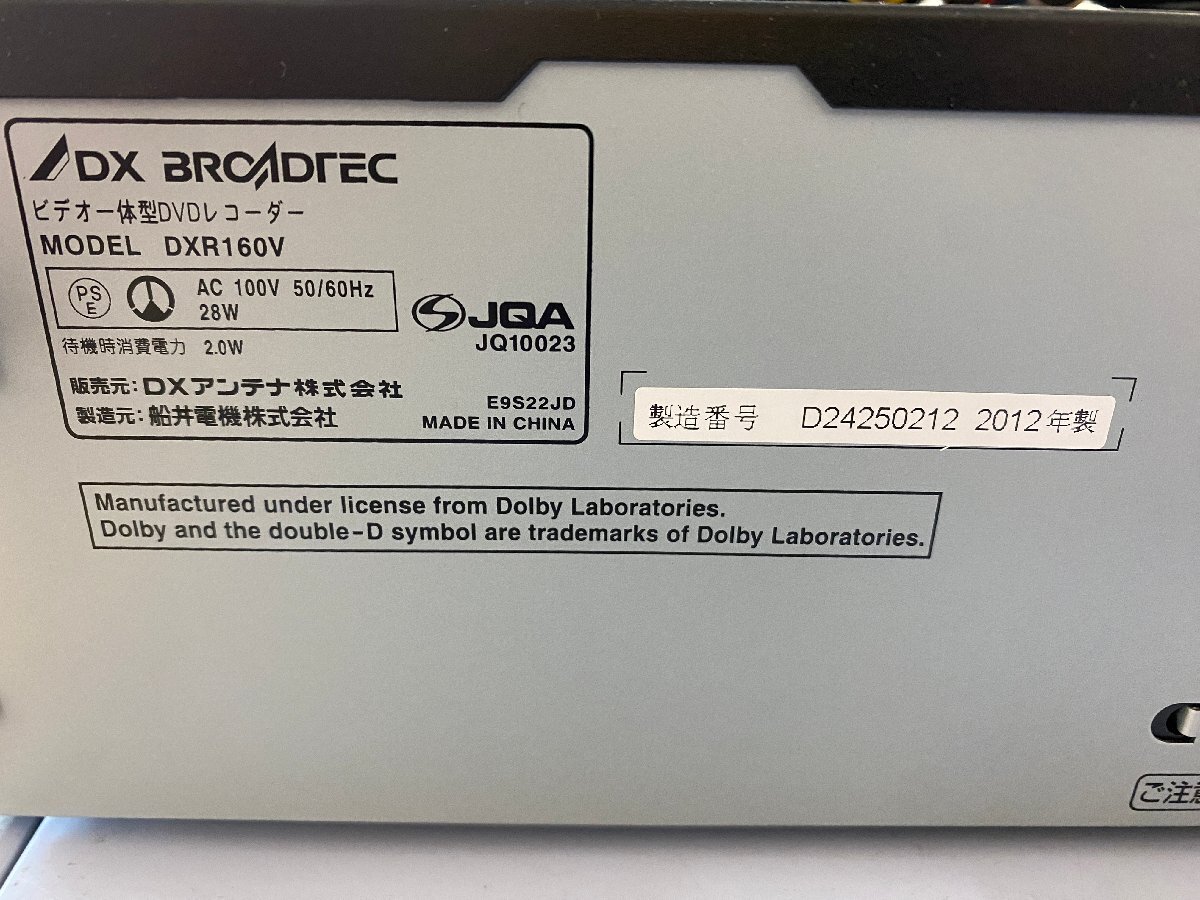 DX BROADTEC
ビデオ一体型DVDレコーダー
MODEL DXR160V
PSE
AC 100V 50/60Hz
28W
JQA
JQ10023
待機時消費電力 2.0W
販売元:DXアンテナ株式会社
製造元:船井電機株式会社
E9S22JD
MADE IN CHINA
製造番号 D24250212 2012年製
Manufactured under license from Dolby Laboratories.
Dolby and the double-D symbol are trademarks of Dolby Laboratories.
ご注意